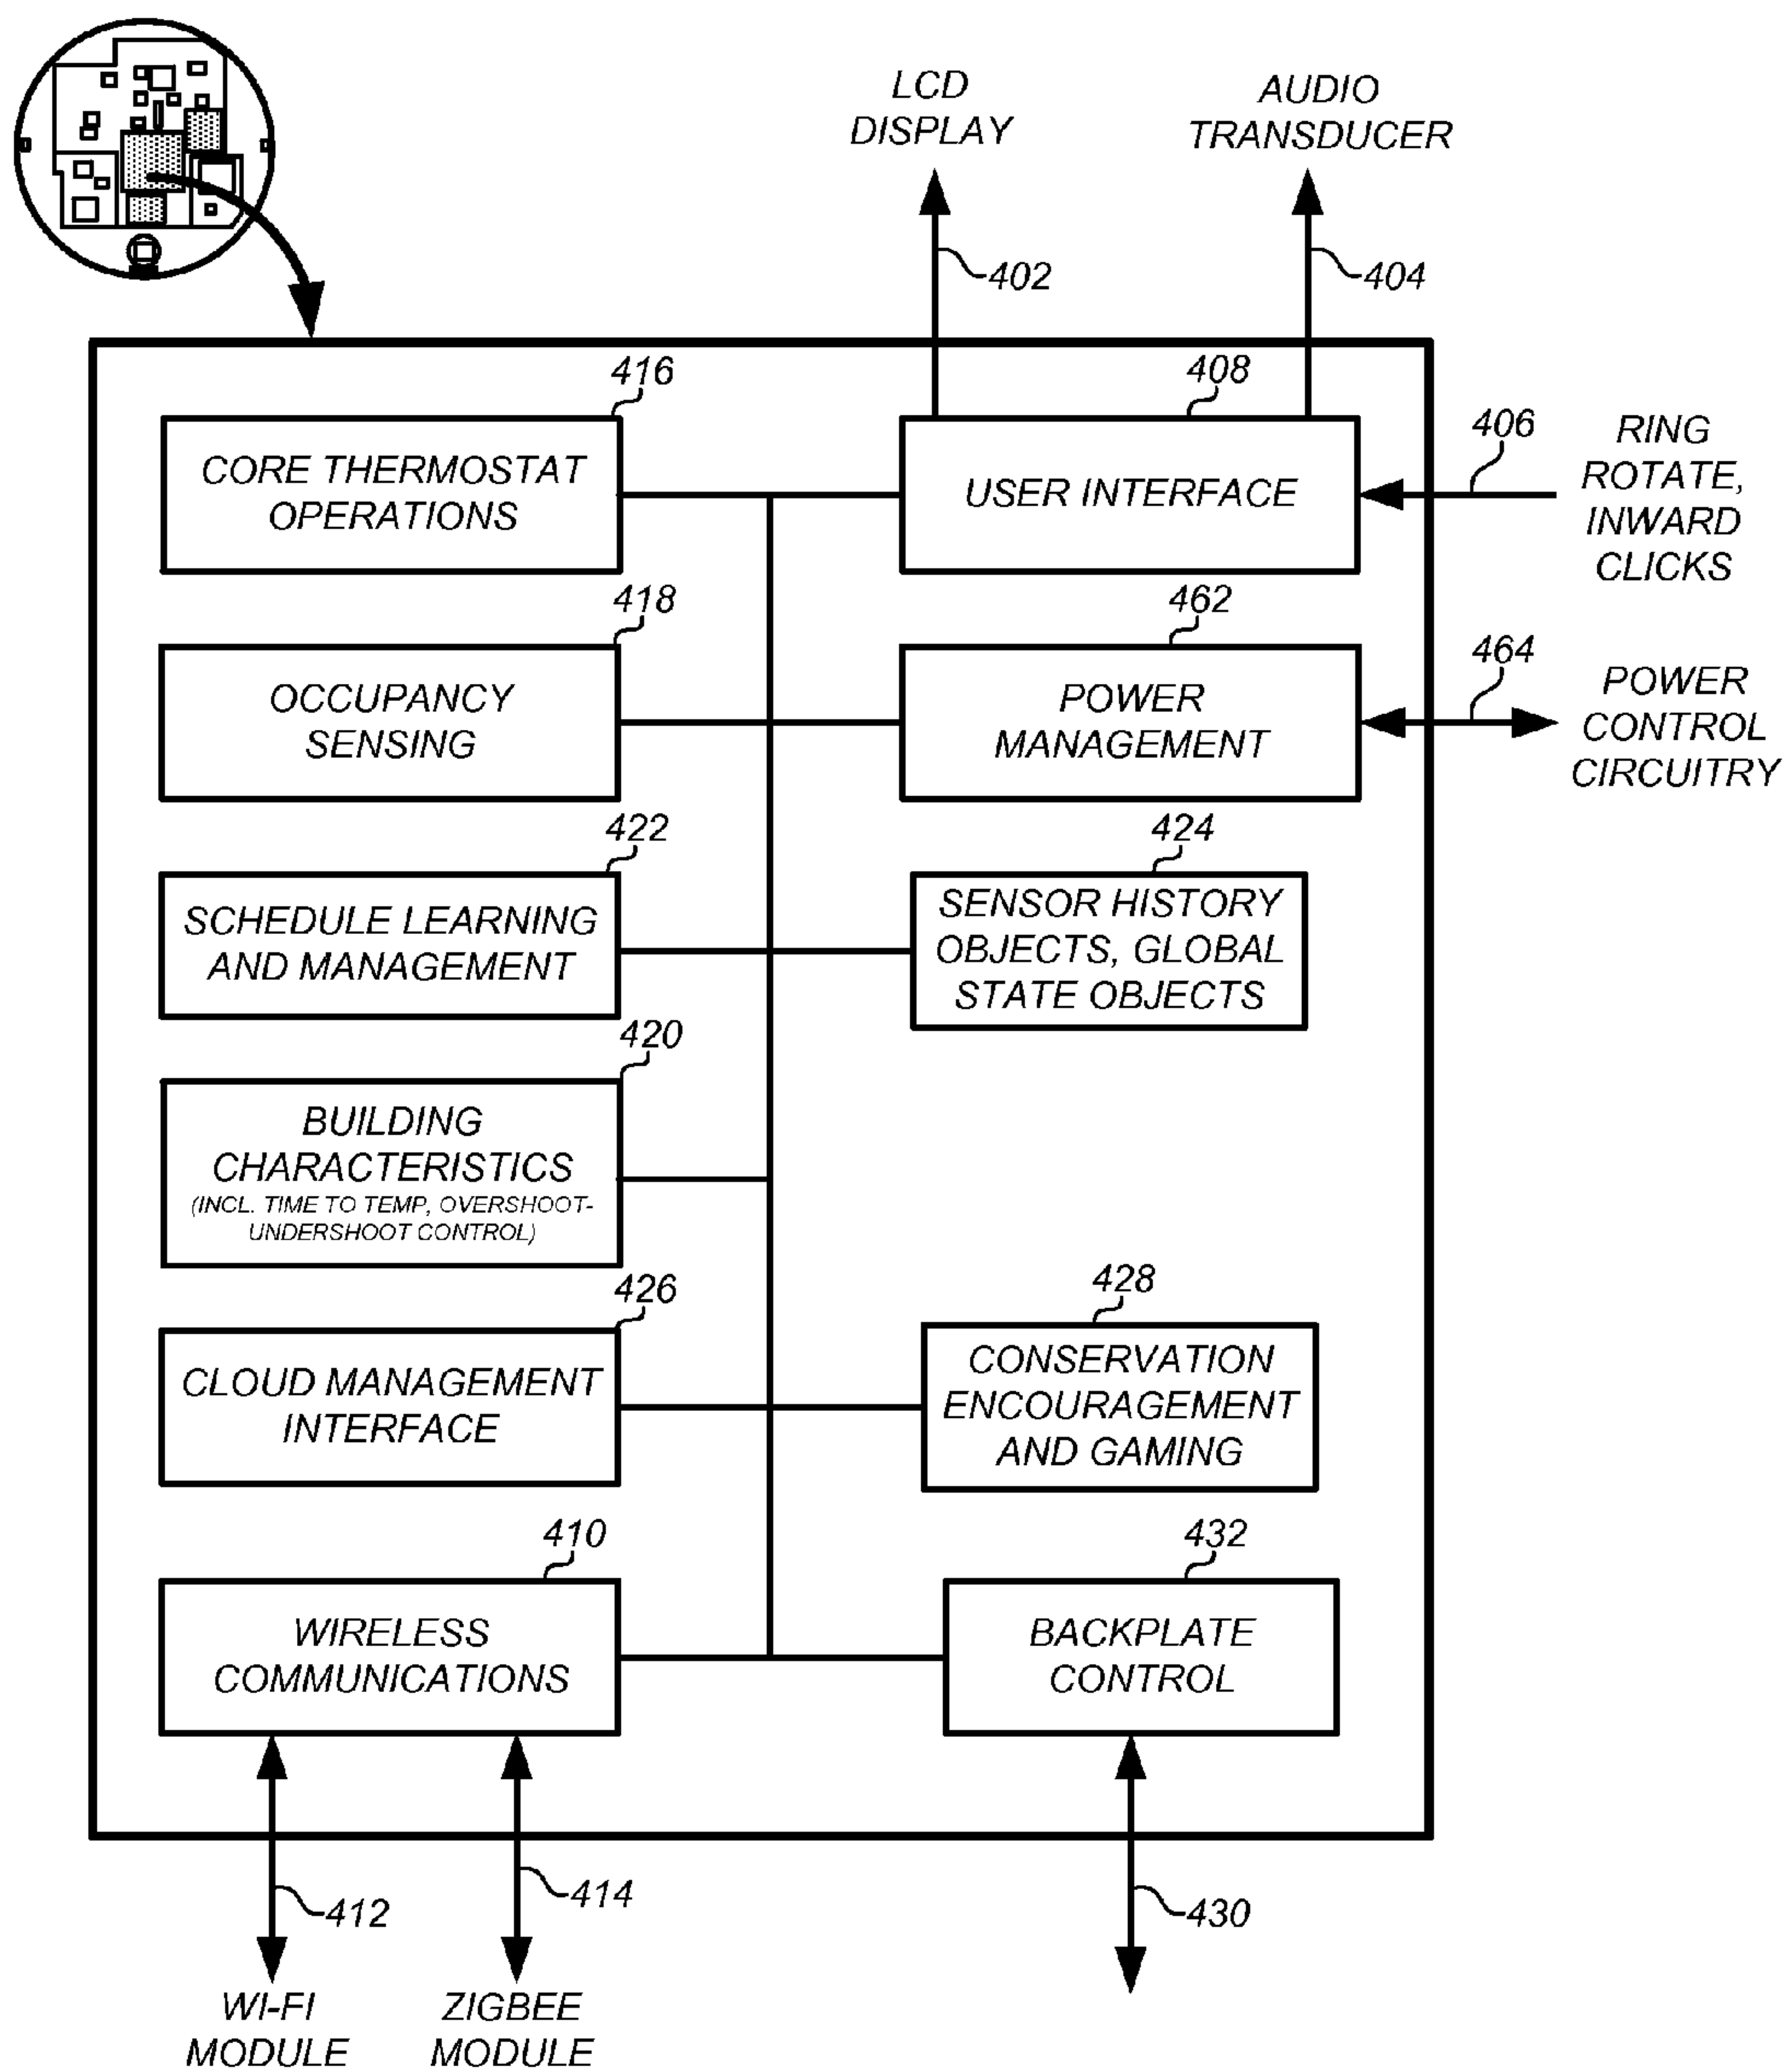 LCD
DISPLAY
AUDIO
TRANSDUCER
402
404
416
CORE THERMOSTAT
OPERATIONS
408
USER INTERFACE
406
RING
ROTATE,
INWARD
CLICKS
418
OCCUPANCY
SENSING
462
POWER
MANAGEMENT
464
POWER
CONTROL
CIRCUITRY
422
SCHEDULE LEARNING
AND MANAGEMENT
424
SENSOR HISTORY
OBJECTS, GLOBAL
STATE OBJECTS
420
BUILDING
CHARACTERISTICS
(INCL. TIME TO TEMP, OVERSHOOT-
UNDERSHOOT CONTROL)
426
CLOUD MANAGEMENT
INTERFACE
428
CONSERVATION
ENCOURAGEMENT
AND GAMING
410
WIRELESS
COMMUNICATIONS
432
BACKPLATE
CONTROL
412
414
430
WI-FI
MODULE
ZIGBEE
MODULE